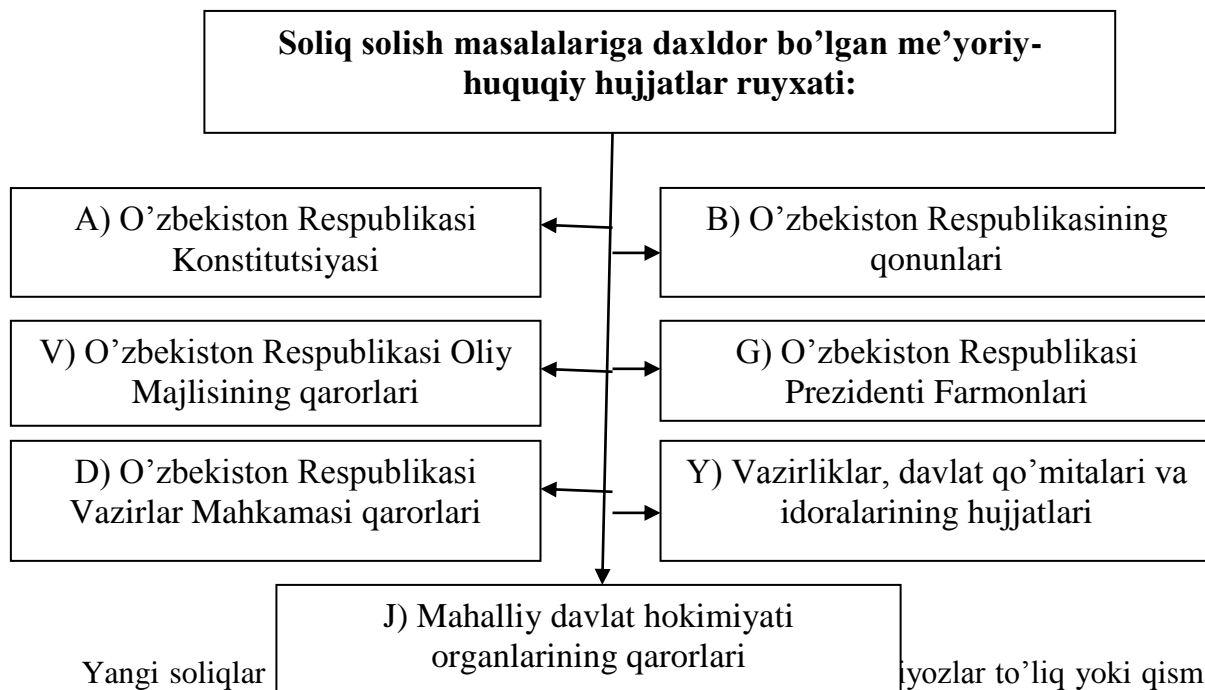 Soliq solish masalalariga daxldor bo’lgan me’yoriy-
huquqiy hujjatlar ruyxati:
A) O’zbekiston Respublikasi
Konstitutsiyasi
B) O’zbekiston Respublikasining
qonunlari
V) O’zbekiston Respublikasi Oliy
Majlisining qarorlari
G) O’zbekiston Respublikasi
Prezidenti Farmonlari
D) O’zbekiston Respublikasi
Vazirlar Mahkamasi qarorlari
Y) Vazirliklar, davlat qo’mitalari va
idoralarining hujjatlari
J) Mahalliy davlat hokimiyati
organlarining qarorlari
Yangi soliqlar iyozlar to’liq yoki qism